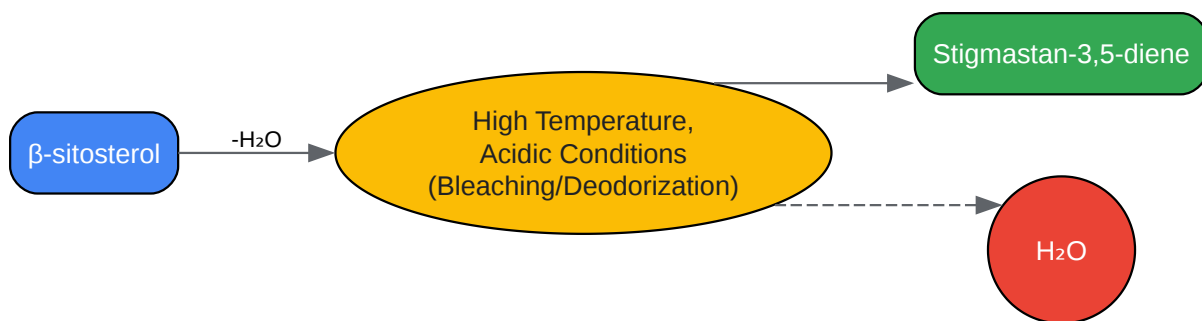 Stigmastan-3,5-diene
β-sitosterol
-H₂O
High Temperature,
Acidic Conditions
(Bleaching/Deodorization)
H₂O